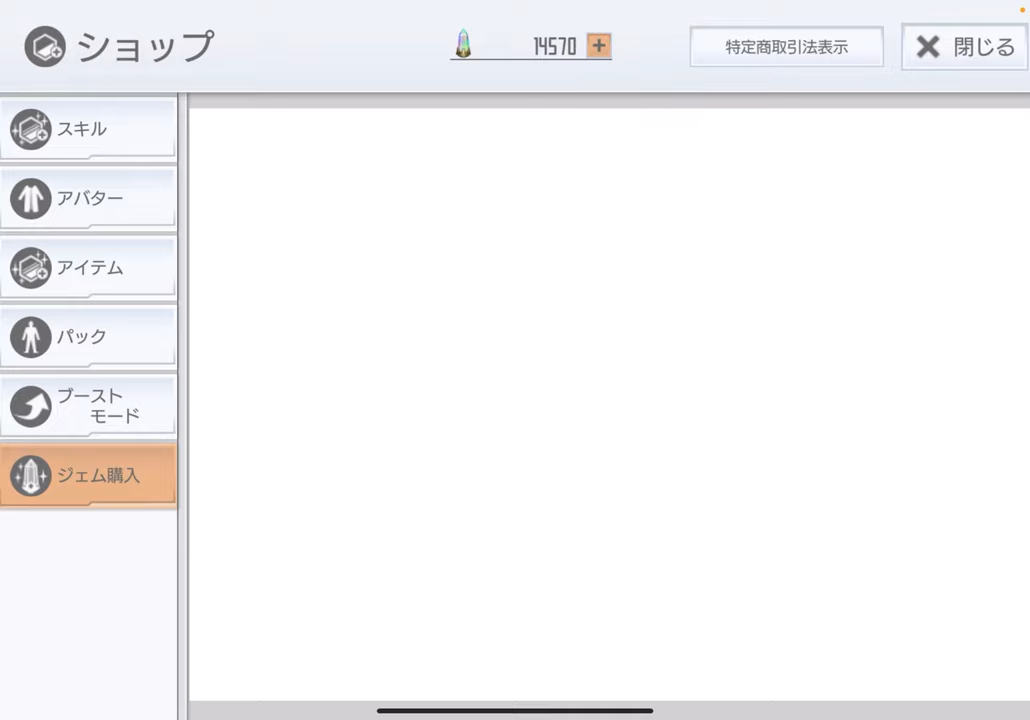 ショップ
14570
特定商取引法表示
閉じる
スキル
アバター
アイテム
パック
ブースト
モード
ジェム購入